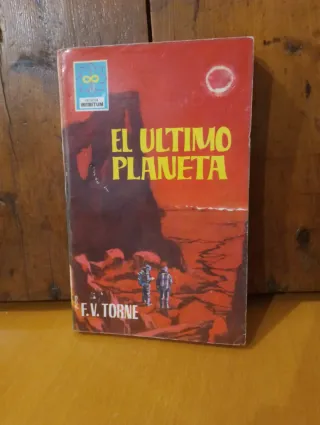 EL ULTIMO
PLANETA
F. V. TORNE